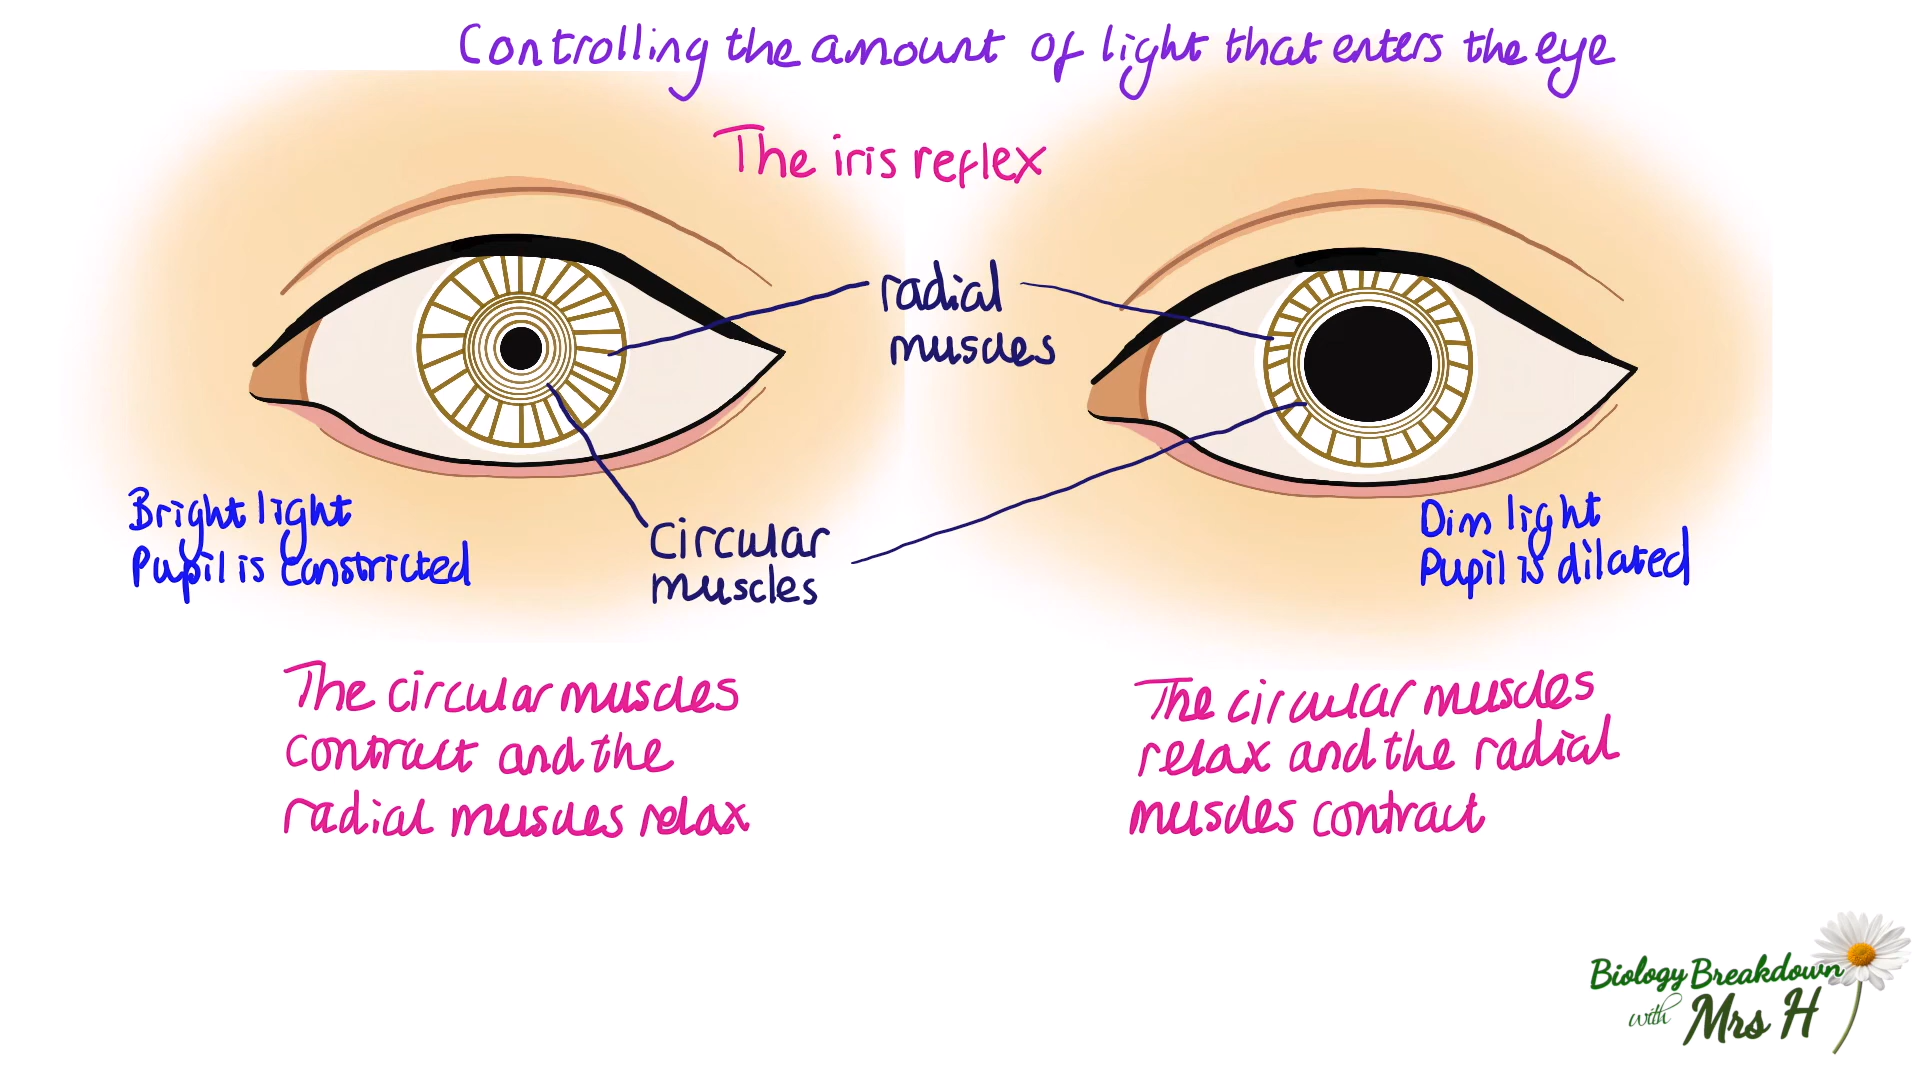 Controlling the amount of light that enters the eye
The iris reflex
radial
muscles
Bright light
Pupil is constricted
Circular
muscles
Dim light
Pupil is dilated
The circular muscles
contract and the
radial muscles relax
The circular muscles
relax and the radial
muscles contract
Biology Breakdown
with Mrs H